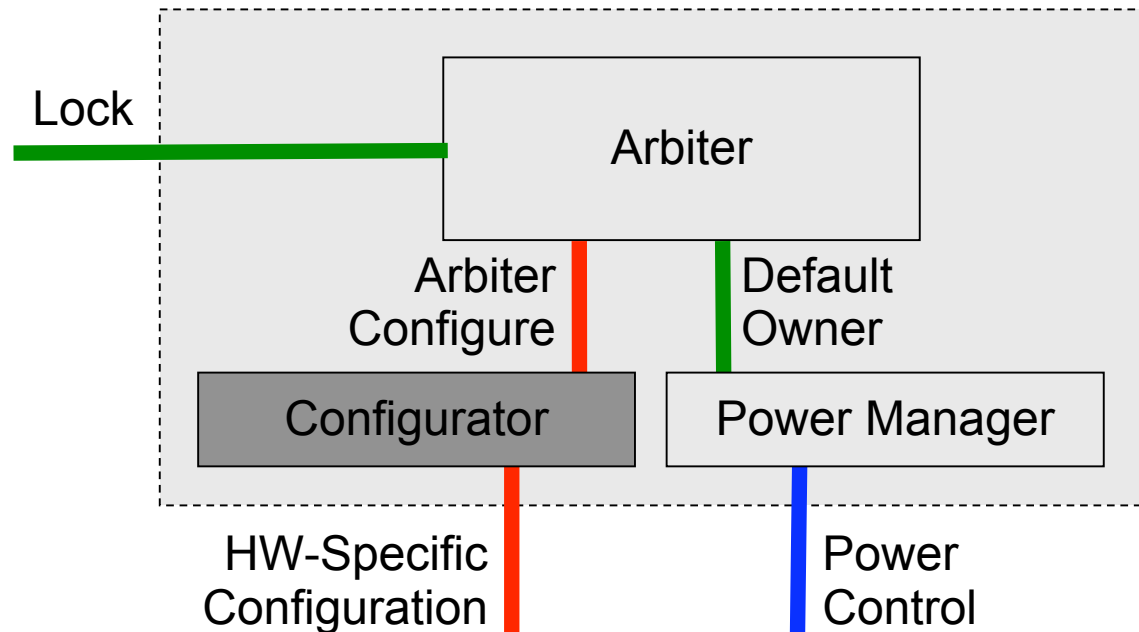 Lock
Arbiter
Arbiter
Configure
Default
Owner
Configurator
Power Manager
HW-Specific
Configuration
Power
Control